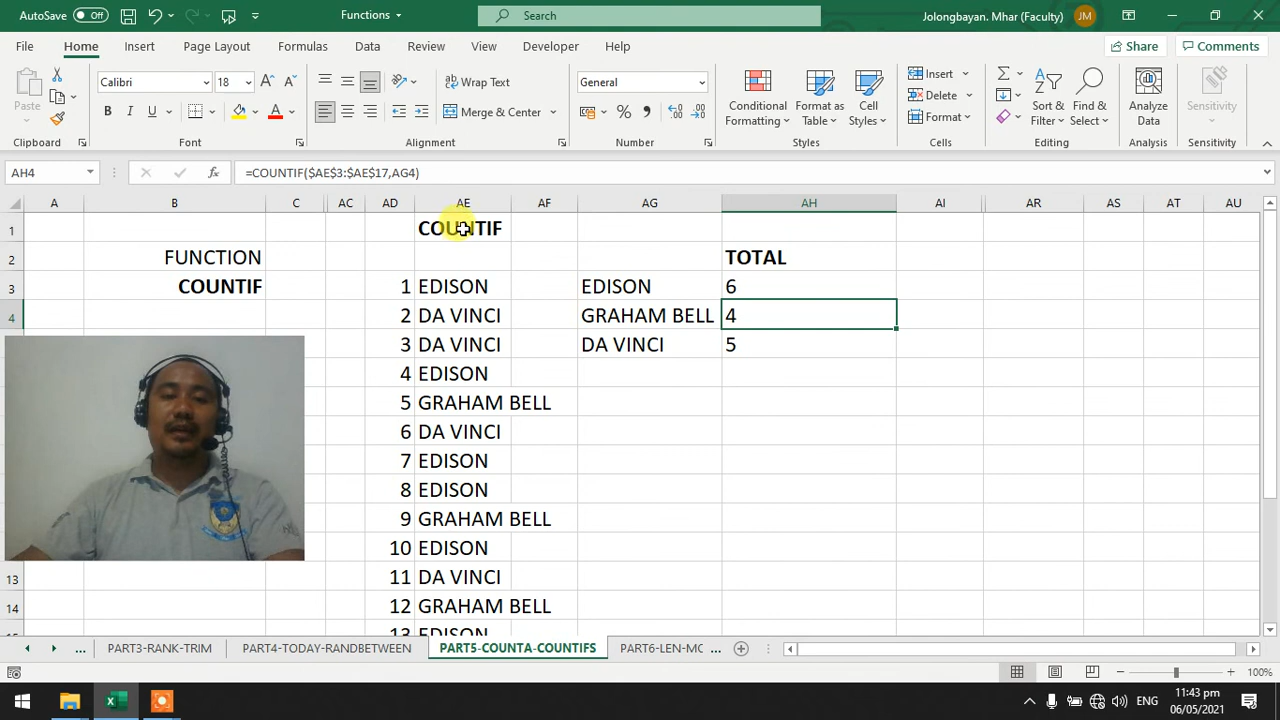 AutoSave Off
Functions
Search
Jolongbayan. Mhar (Faculty)
JM
File Home Insert Page Layout Formulas Data Review View Developer Help
Share Comments
Paste
Clipboard
Calibri 18
B I U
Font
Wrap Text
Merge & Center
Alignment
General
Number
Conditional Formatting
Format as Table
Cell Styles
Styles
Insert
Delete
Format
Cells
Sort & Filter
Find & Select
Editing
Analyze Data
Analysis
Sensitivity
Sensitivity
AH4
fx
=COUNTIF($AE$3:$AE$17,AG4)
A B C AC AD AE AF AG AH AI AR AS AT AU
1 COUNTIF
2 FUNCTION TOTAL
3 COUNTIF 1 EDISON EDISON 6
4 2 DA VINCI GRAHAM BELL 4
3 DA VINCI DA VINCI 5
4 EDISON
5 GRAHAM BELL
6 DA VINCI
7 EDISON
8 EDISON
9 GRAHAM BELL
10 EDISON
13 11 DA VINCI
14 12 GRAHAM BELL
13 EDISON
... PART3-RANK-TRIM PART4-TODAY-RANDBETWEEN PART5-COUNTA-COUNTIFS PART6-LEN-MO ...
100%
ENG
11:43 pm
06/05/2021